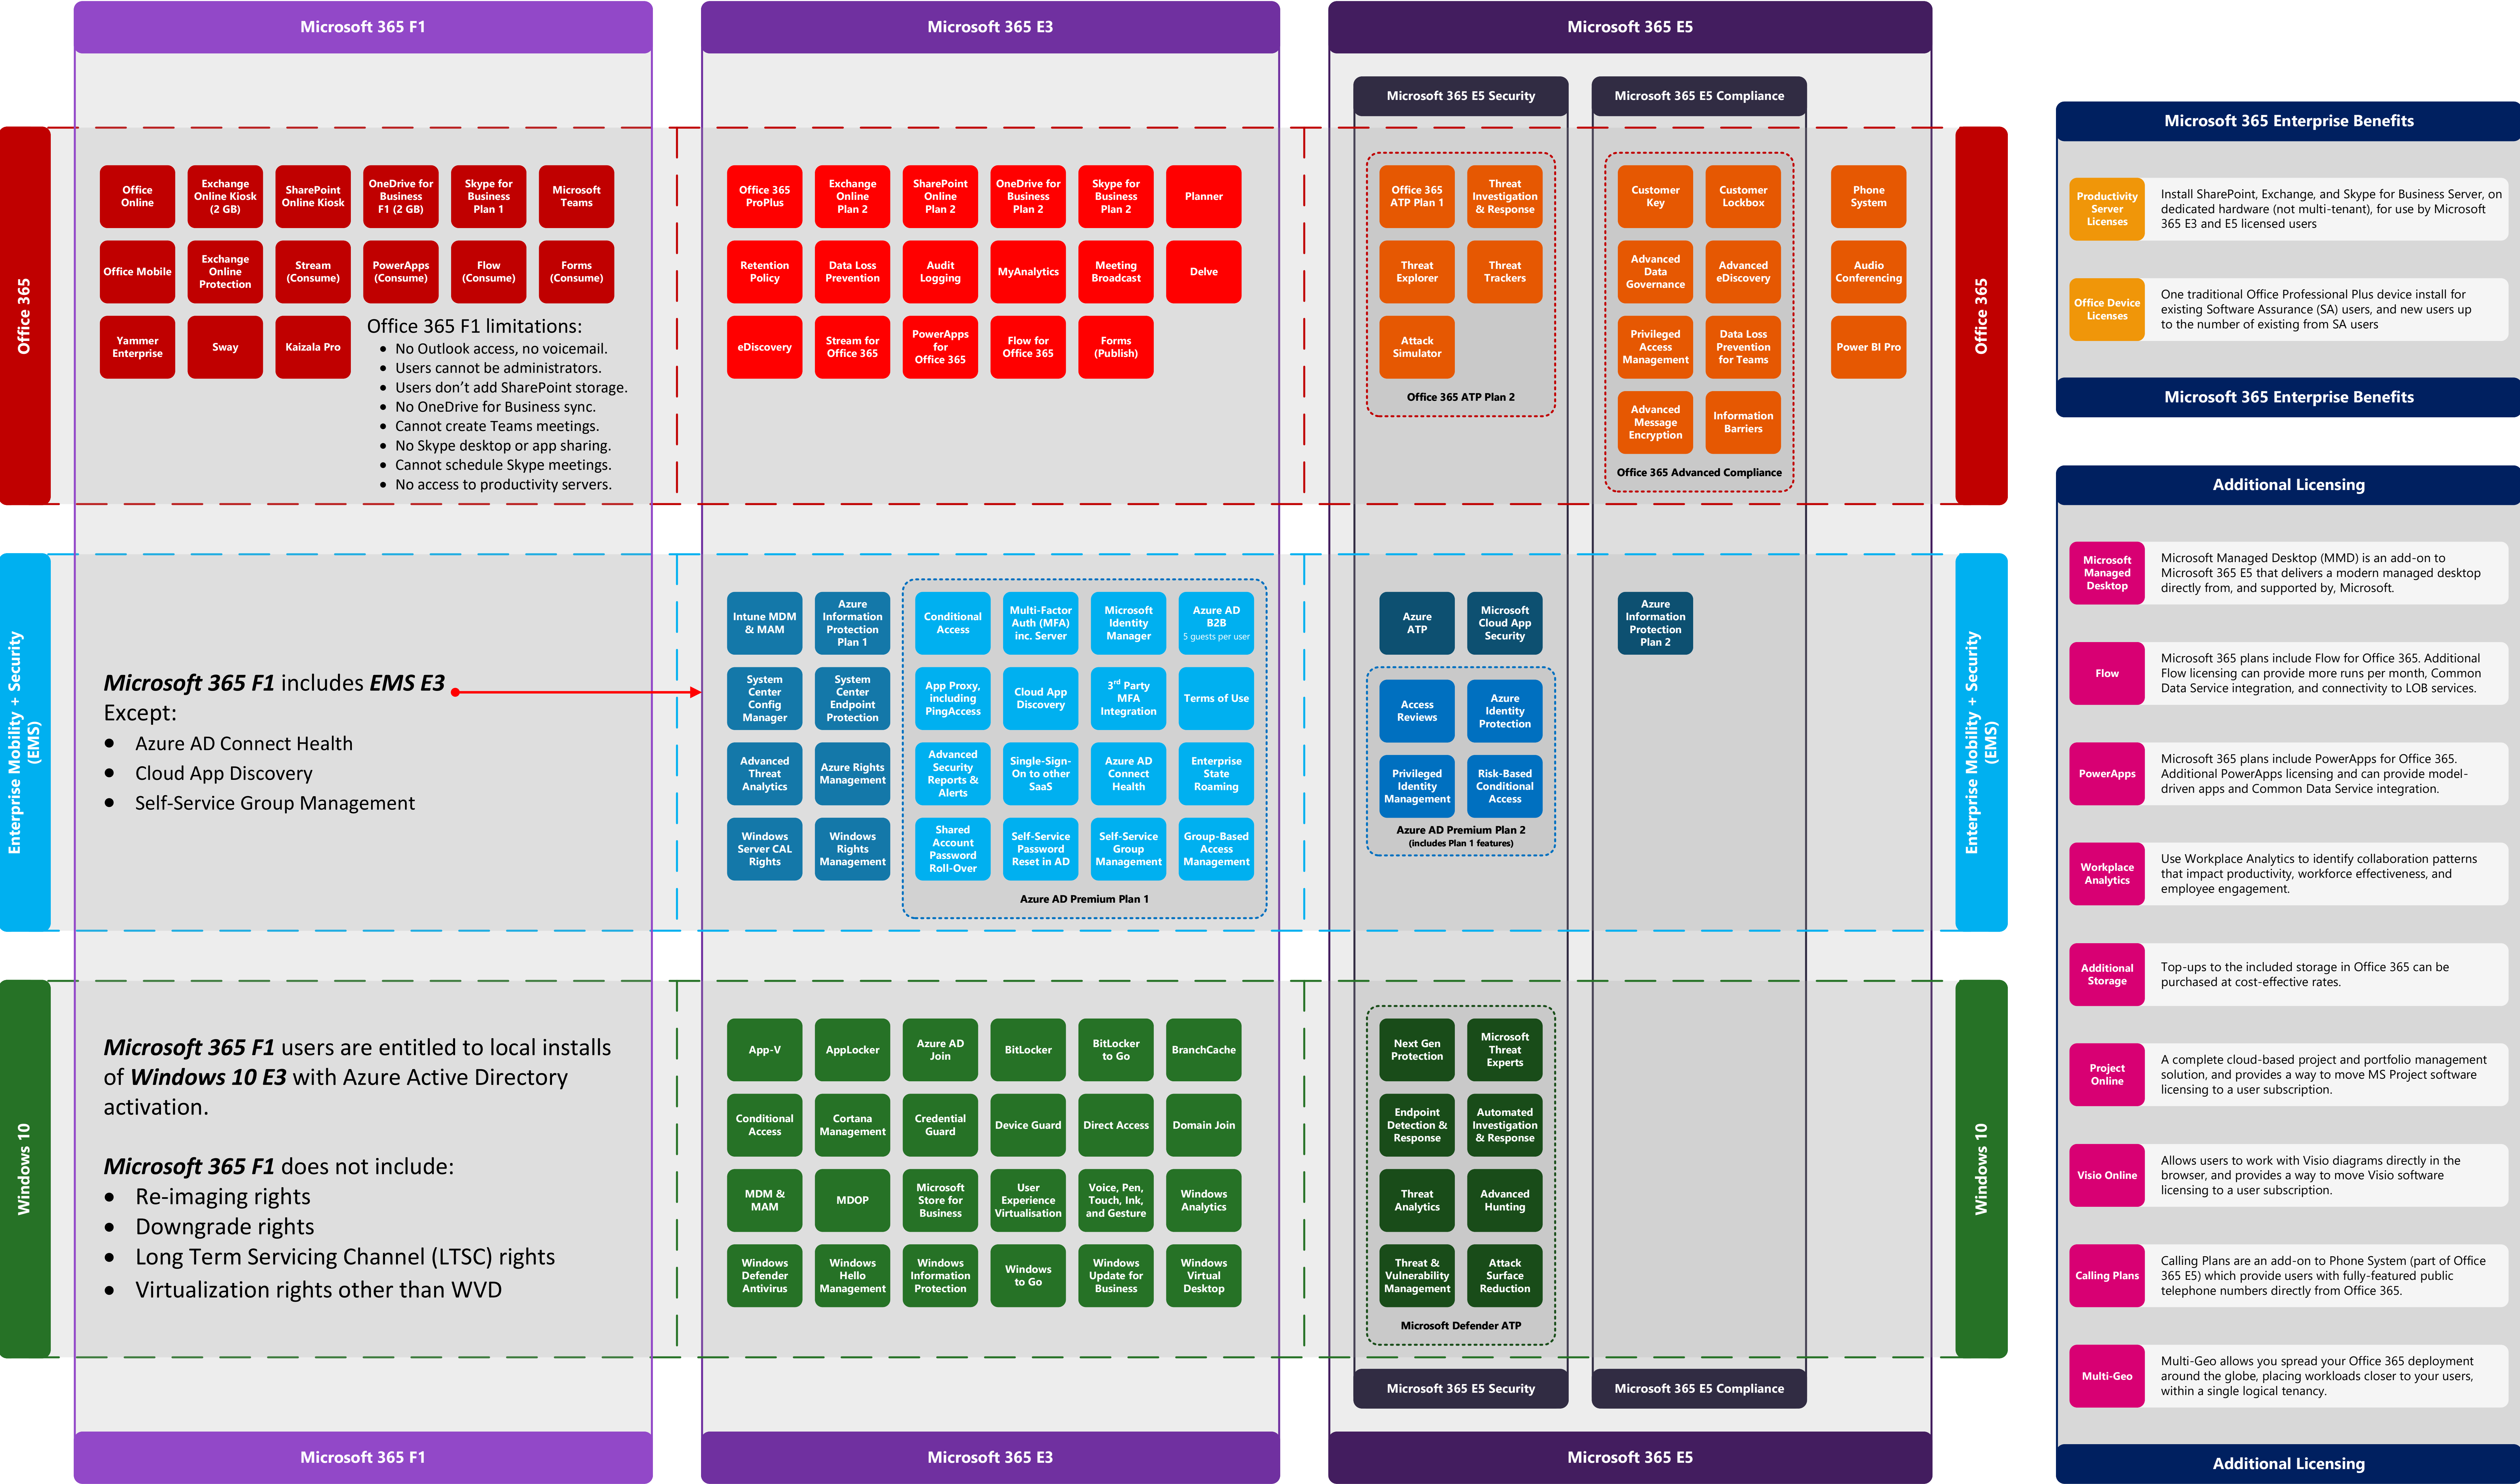 Microsoft 365 F1
Microsoft 365 E3
Microsoft 365 E5
Microsoft 365 E5 Security
Microsoft 365 E5 Compliance
Office 365
Office
Online
Exchange
Online Kiosk
(2 GB)
SharePoint
Online Kiosk
OneDrive for
Business
F1 (2 GB)
Skype for
Business
Plan 1
Microsoft
Teams
Office Mobile
Exchange
Online
Protection
Stream
(Consume)
PowerApps
(Consume)
Flow
(Consume)
Forms
(Consume)
Yammer
Enterprise
Sway
Kaizala Pro
Office 365 F1 limitations:
• No Outlook access, no voicemail.
• Users cannot be administrators.
• Users don’t add SharePoint storage.
• No OneDrive for Business sync.
• Cannot create Teams meetings.
• No Skype desktop or app sharing.
• Cannot schedule Skype meetings.
• No access to productivity servers.
Office 365
ProPlus
Exchange
Online
Plan 2
SharePoint
Online
Plan 2
OneDrive for
Business
Plan 2
Skype for
Business
Plan 2
Planner
Retention
Policy
Data Loss
Prevention
Audit
Logging
MyAnalytics
Meeting
Broadcast
Delve
eDiscovery
Stream for
Office 365
PowerApps
for
Office 365
Flow for
Office 365
Forms
(Publish)
Office 365
ATP Plan 1
Threat
Investigation
& Response
Threat
Explorer
Threat
Trackers
Attack
Simulator
Office 365 ATP Plan 2
Customer
Key
Customer
Lockbox
Advanced
Data
Governance
Advanced
eDiscovery
Privileged
Access
Management
Data Loss
Prevention
for Teams
Advanced
Message
Encryption
Information
Barriers
Office 365 Advanced Compliance
Phone
System
Audio
Conferencing
Power BI Pro
Office 365
Enterprise Mobility + Security
(EMS)
Microsoft 365 F1 includes EMS E3
Except:
• Azure AD Connect Health
• Cloud App Discovery
• Self-Service Group Management
Intune MDM
& MAM
Azure
Information
Protection
Plan 1
System
Center
Config
Manager
System
Center
Endpoint
Protection
Advanced
Threat
Analytics
Azure Rights
Management
Windows
Server CAL
Rights
Windows
Rights
Management
Conditional
Access
Multi-Factor
Auth (MFA)
inc. Server
Microsoft
Identity
Manager
Azure AD
B2B
5 guests per user
App Proxy,
including
PingAccess
Cloud App
Discovery
3rd Party
MFA
Integration
Terms of Use
Advanced
Security
Reports &
Alerts
Single-Sign-
On to other
SaaS
Azure AD
Connect
Health
Enterprise
State
Roaming
Shared
Account
Password
Roll-Over
Self-Service
Password
Reset in AD
Self-Service
Group
Management
Group-Based
Access
Management
Azure AD Premium Plan 1
Azure
ATP
Microsoft
Cloud App
Security
Access
Reviews
Azure
Identity
Protection
Privileged
Identity
Management
Risk-Based
Conditional
Access
Azure AD Premium Plan 2
(includes Plan 1 features)
Azure
Information
Protection
Plan 2
Enterprise Mobility + Security
(EMS)
Windows 10
Microsoft 365 F1 users are entitled to local installs
of Windows 10 E3 with Azure Active Directory
activation.
Microsoft 365 F1 does not include:
• Re-imaging rights
• Downgrade rights
• Long Term Servicing Channel (LTSC) rights
• Virtualization rights other than WVD
App-V
AppLocker
Azure AD
Join
BitLocker
BitLocker
to Go
BranchCache
Conditional
Access
Cortana
Management
Credential
Guard
Device Guard
Direct Access
Domain Join
MDM &
MAM
MDOP
Microsoft
Store for
Business
User
Experience
Virtualisation
Voice, Pen,
Touch, Ink,
and Gesture
Windows
Analytics
Windows
Defender
Antivirus
Windows
Hello
Management
Windows
Information
Protection
Windows
to Go
Windows
Update for
Business
Windows
Virtual
Desktop
Next Gen
Protection
Microsoft
Threat
Experts
Endpoint
Detection &
Response
Automated
Investigation
& Response
Threat
Analytics
Advanced
Hunting
Threat &
Vulnerability
Management
Attack
Surface
Reduction
Microsoft Defender ATP
Windows 10
Microsoft 365 E5 Security
Microsoft 365 E5 Compliance
Microsoft 365 F1
Microsoft 365 E3
Microsoft 365 E5
Microsoft 365 Enterprise Benefits
Productivity
Server
Licenses
Install SharePoint, Exchange, and Skype for Business Server, on
dedicated hardware (not multi-tenant), for use by Microsoft
365 E3 and E5 licensed users
Office Device
Licenses
One traditional Office Professional Plus device install for
existing Software Assurance (SA) users, and new users up
to the number of existing from SA users
Microsoft 365 Enterprise Benefits
Additional Licensing
Microsoft
Managed
Desktop
Microsoft Managed Desktop (MMD) is an add-on to
Microsoft 365 E5 that delivers a modern managed desktop
directly from, and supported by, Microsoft.
Flow
Microsoft 365 plans include Flow for Office 365. Additional
Flow licensing can provide more runs per month, Common
Data Service integration, and connectivity to LOB services.
PowerApps
Microsoft 365 plans include PowerApps for Office 365.
Additional PowerApps licensing and can provide model-
driven apps and Common Data Service integration.
Workplace
Analytics
Use Workplace Analytics to identify collaboration patterns
that impact productivity, workforce effectiveness, and
employee engagement.
Additional
Storage
Top-ups to the included storage in Office 365 can be
purchased at cost-effective rates.
Project
Online
A complete cloud-based project and portfolio management
solution, and provides a way to move MS Project software
licensing to a user subscription.
Visio Online
Allows users to work with Visio diagrams directly in the
browser, and provides a way to move Visio software
licensing to a user subscription.
Calling Plans
Calling Plans are an add-on to Phone System (part of Office
365 E5) which provide users with fully-featured public
telephone numbers directly from Office 365.
Multi-Geo
Multi-Geo allows you spread your Office 365 deployment
around the globe, placing workloads closer to your users,
within a single logical tenancy.
Additional Licensing